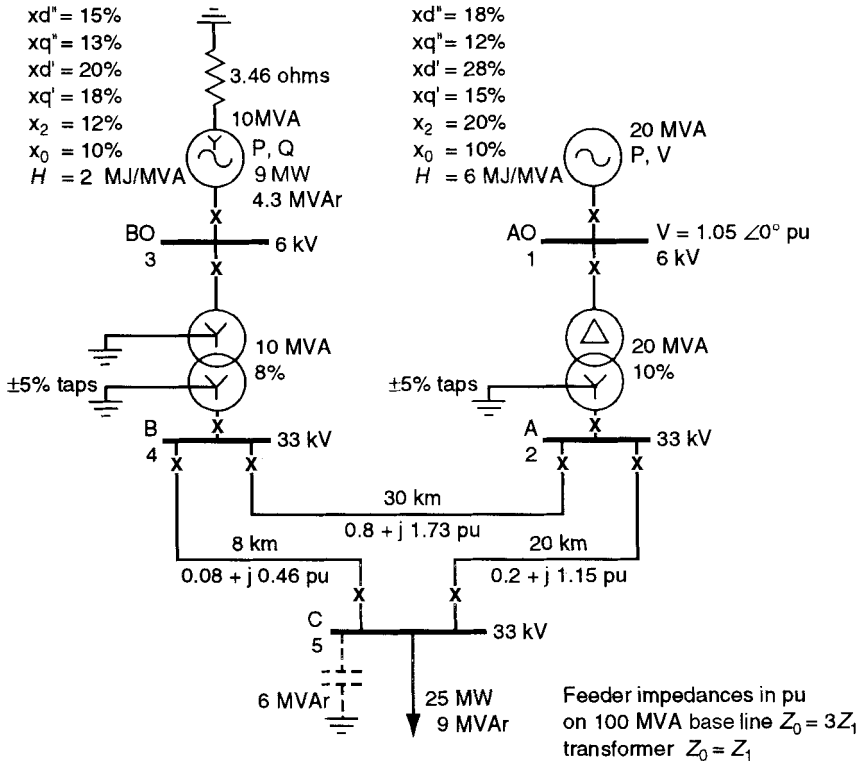 xd" = 15%
xq" = 13%
xd' = 20%
xq' = 18%
x2 = 12%
x0 = 10%
H = 2 MJ/MVA
3.46 ohms
10MVA
Y
P, Q
9 MW
4.3 MVAr
xd" = 18%
xq" = 12%
xd' = 28%
xq' = 15%
x2 = 20%
x0 = 10%
H = 6 MJ/MVA
20 MVA
P, V
X
BO
3
6 kV
X
X
AO
1
V = 1.05 ∠0° pu
6 kV
X
Y
Y
10 MVA
8%
±5% taps
Δ
Y
20 MVA
10%
±5% taps
X
B
4
33 kV
X X
X
A
2
33 kV
X X
30 km
0.8 + j 1.73 pu
8 km
0.08 + j 0.46 pu
20 km
0.2 + j 1.15 pu
X X
C
5
33 kV
6 MVAr
25 MW
9 MVAr
Feeder impedances in pu
on 100 MVA base line Z0 = 3Z1
transformer Z0 = Z1